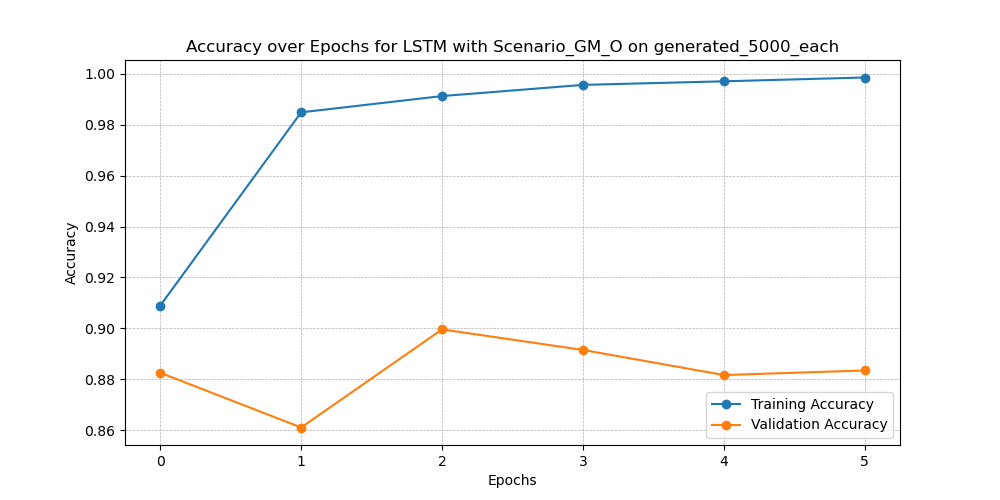 Accuracy over Epochs for LSTM with Scenario_GM_O on generated_5000_each
1.00
0.98
0.96
0.94
0.92
0.90
0.88
0.86
Accuracy
0 1 2 3 4 5
Epochs
Training Accuracy
Validation Accuracy